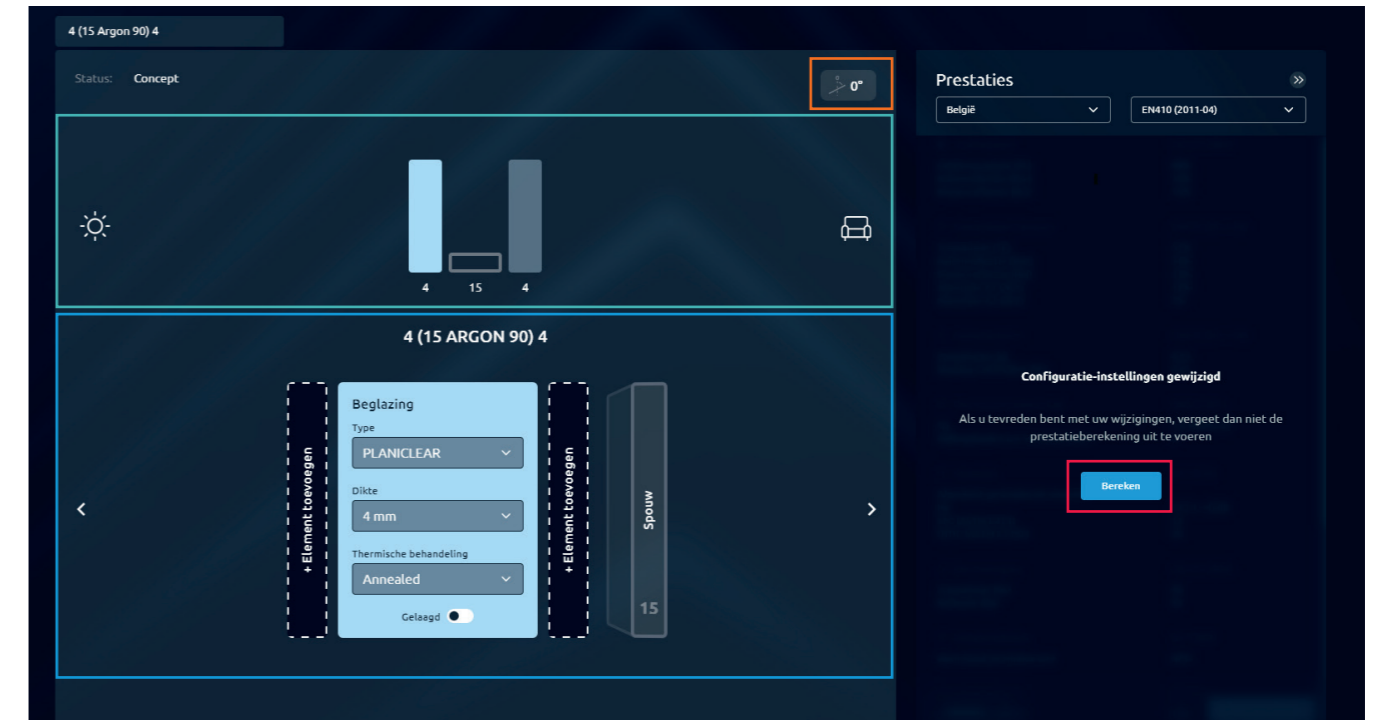 4 (15 Argon 90) 4
Status: Concept
0°
4 15 4
4 (15 ARGON 90) 4
+ Element toevoegen
Beglazing
Type
PLANICLEAR
Dikte
4 mm
Thermische behandeling
Annealed
Gelaagd
+ Element toevoegen
Spouw
15
Prestaties
België EN410 (2011-04)
Configuratie-instellingen gewijzigd
Als u tevreden bent met uw wijzigingen, vergeet dan niet de
prestatieberekening uit te voeren
Bereken